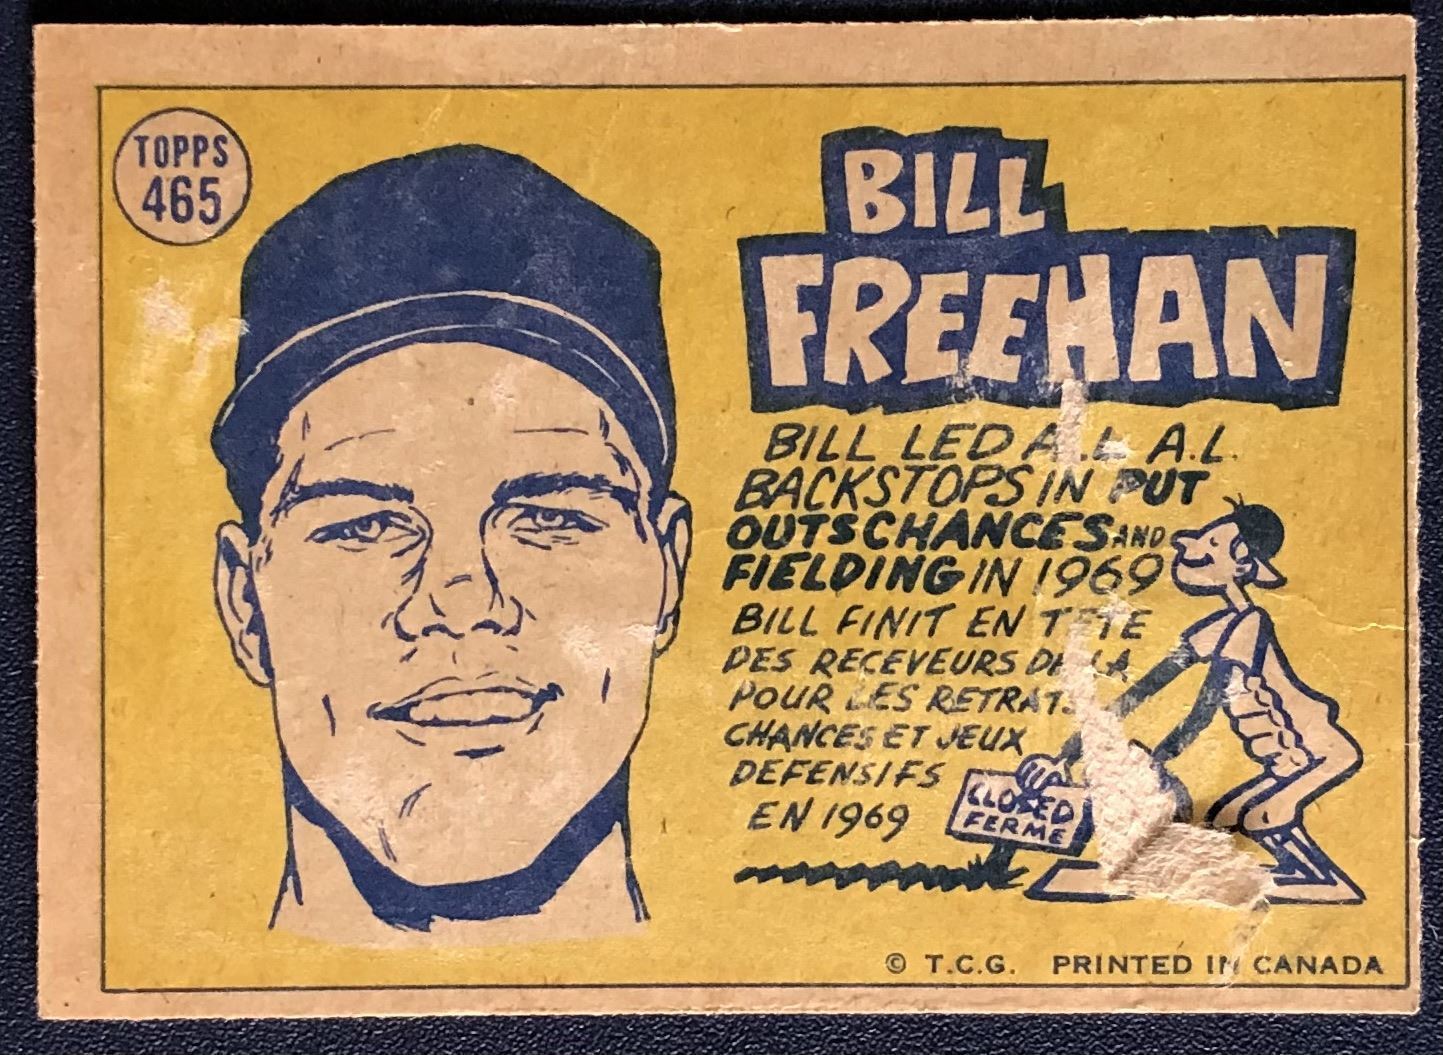 TOPPS
465
BILL
FREEHAN
BILL LED ALL A.L.
BACKSTOPS IN PUT
OUTS CHANCES AND
FIELDING IN 1969
BILL FINIT EN TETE
DES RECEVEURS DE LA
POUR LES RETRAITS
CHANCES ET JEUX
DEFENSIFS
EN 1969
CLOSED
FERME
© T.C.G. PRINTED IN CANADA